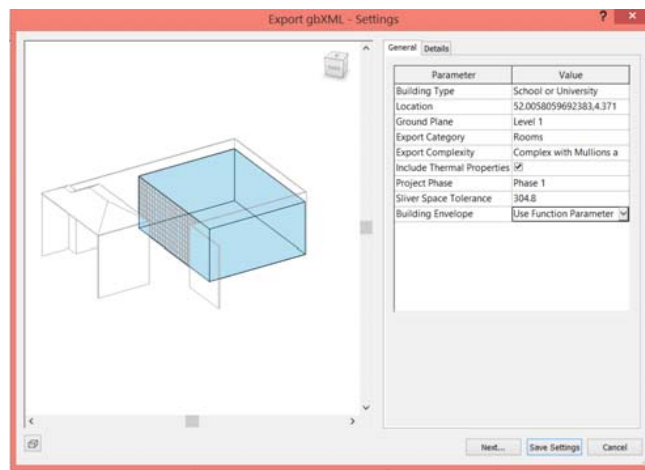 Export gbXML - Settings
? ×
General Details
Parameter Value
Building Type School or University
Location 52.0058059692383,4.371
Ground Plane Level 1
Export Category Rooms
Export Complexity Complex with Mullions a
Include Thermal Properties
Project Phase Phase 1
Sliver Space Tolerance 304.8
Building Envelope Use Function Parameter
Next... Save Settings Cancel